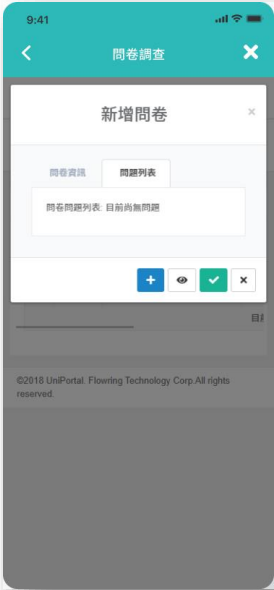 9:41
問卷調查
新增問卷
問卷資訊 問題列表
問卷問題列表: 目前尚無問題
©2018 UniPortal. Flowring Technology Corp.All rights
reserved.